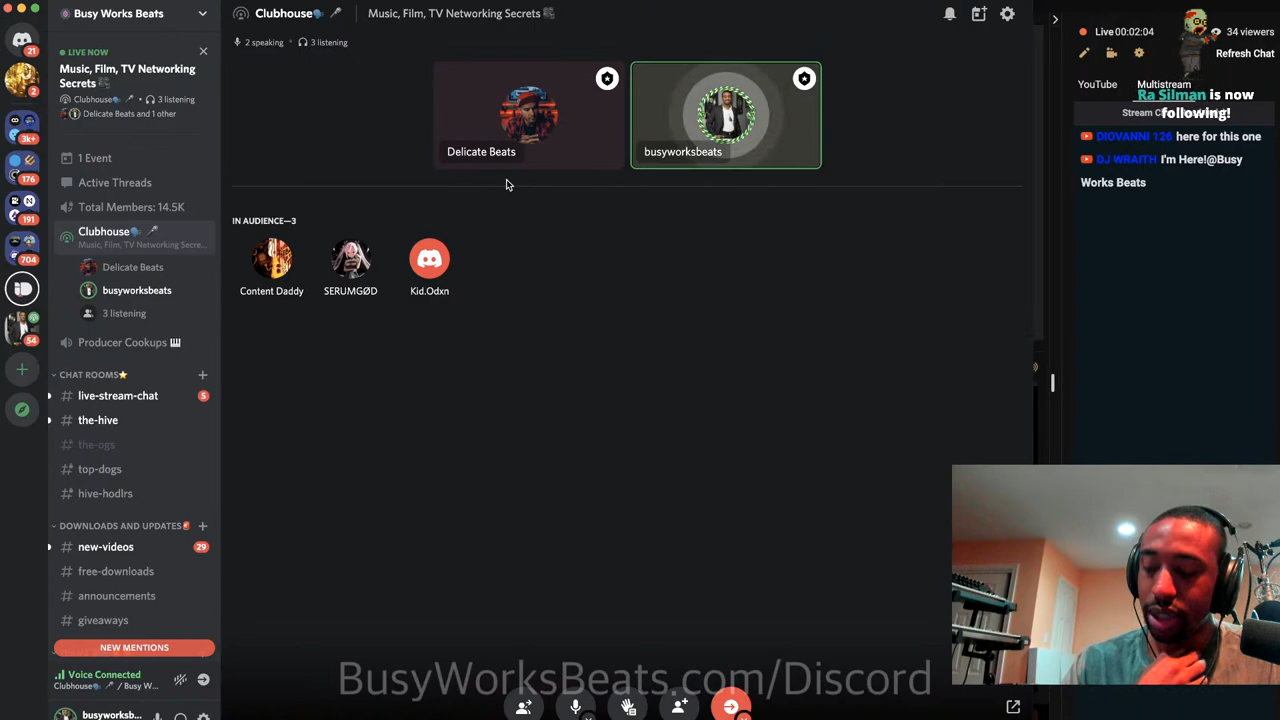 Busy Works Beats
LIVE NOW
Music, Film, TV Networking
Secrets
Clubhouse 3 listening
Delicate Beats and 1 other
1 Event
Active Threads
Total Members: 14.5K
Clubhouse
Music, Film, TV Networking Secre...
Delicate Beats
busyworksbeats
3 listening
Producer Cookups
CHAT ROOMS
live-stream-chat 5
the-hive
the-ogs
top-dogs
hive-hodlrs
DOWNLOADS AND UPDATES
new-videos 29
free-downloads
announcements
giveaways
NEW MENTIONS
Voice Connected
Clubhouse / Busy W...
busyworksb...
21
2
3k+
176
191
704
54
Clubhouse Music, Film, TV Networking Secrets
2 speaking • 3 listening
Delicate Beats
busyworksbeats
IN AUDIENCE—3
Content Daddy
SERUMGØD
Kid.Odxn
BusyWorksBeats.com/Discord
Live 00:02:04 34 viewers
Refresh Chat
YouTube Multistream
Ra Silman is now
following!
DIOVANNI 126 here for this one
DJ WRAITH I'm Here!@Busy
Works Beats